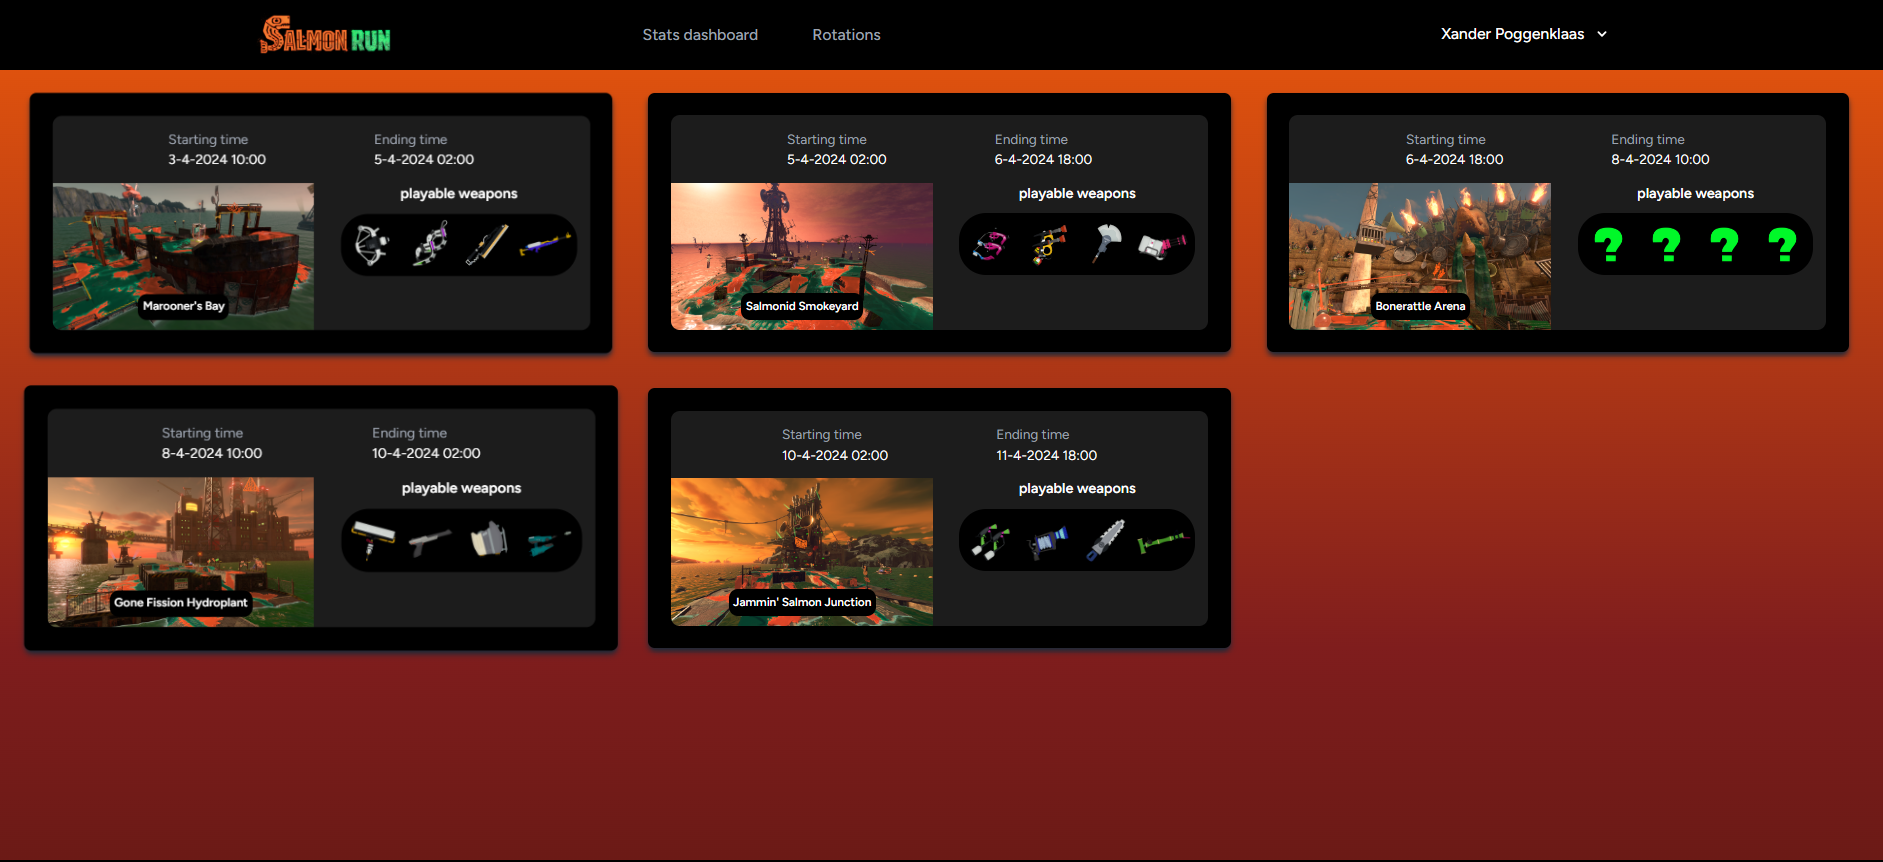 SALMON RUN
Stats dashboard
Rotations
Xander Poggenklaas
Starting time
3-4-2024 10:00
Ending time
5-4-2024 02:00
playable weapons
Marooner's Bay
Starting time
5-4-2024 02:00
Ending time
6-4-2024 18:00
playable weapons
Salmonid Smokeyard
Starting time
6-4-2024 18:00
Ending time
8-4-2024 10:00
playable weapons
? ? ? ?
Bonerattle Arena
Starting time
8-4-2024 10:00
Ending time
10-4-2024 02:00
playable weapons
Gone Fission Hydroplant
Starting time
10-4-2024 02:00
Ending time
11-4-2024 18:00
playable weapons
Jammin' Salmon Junction